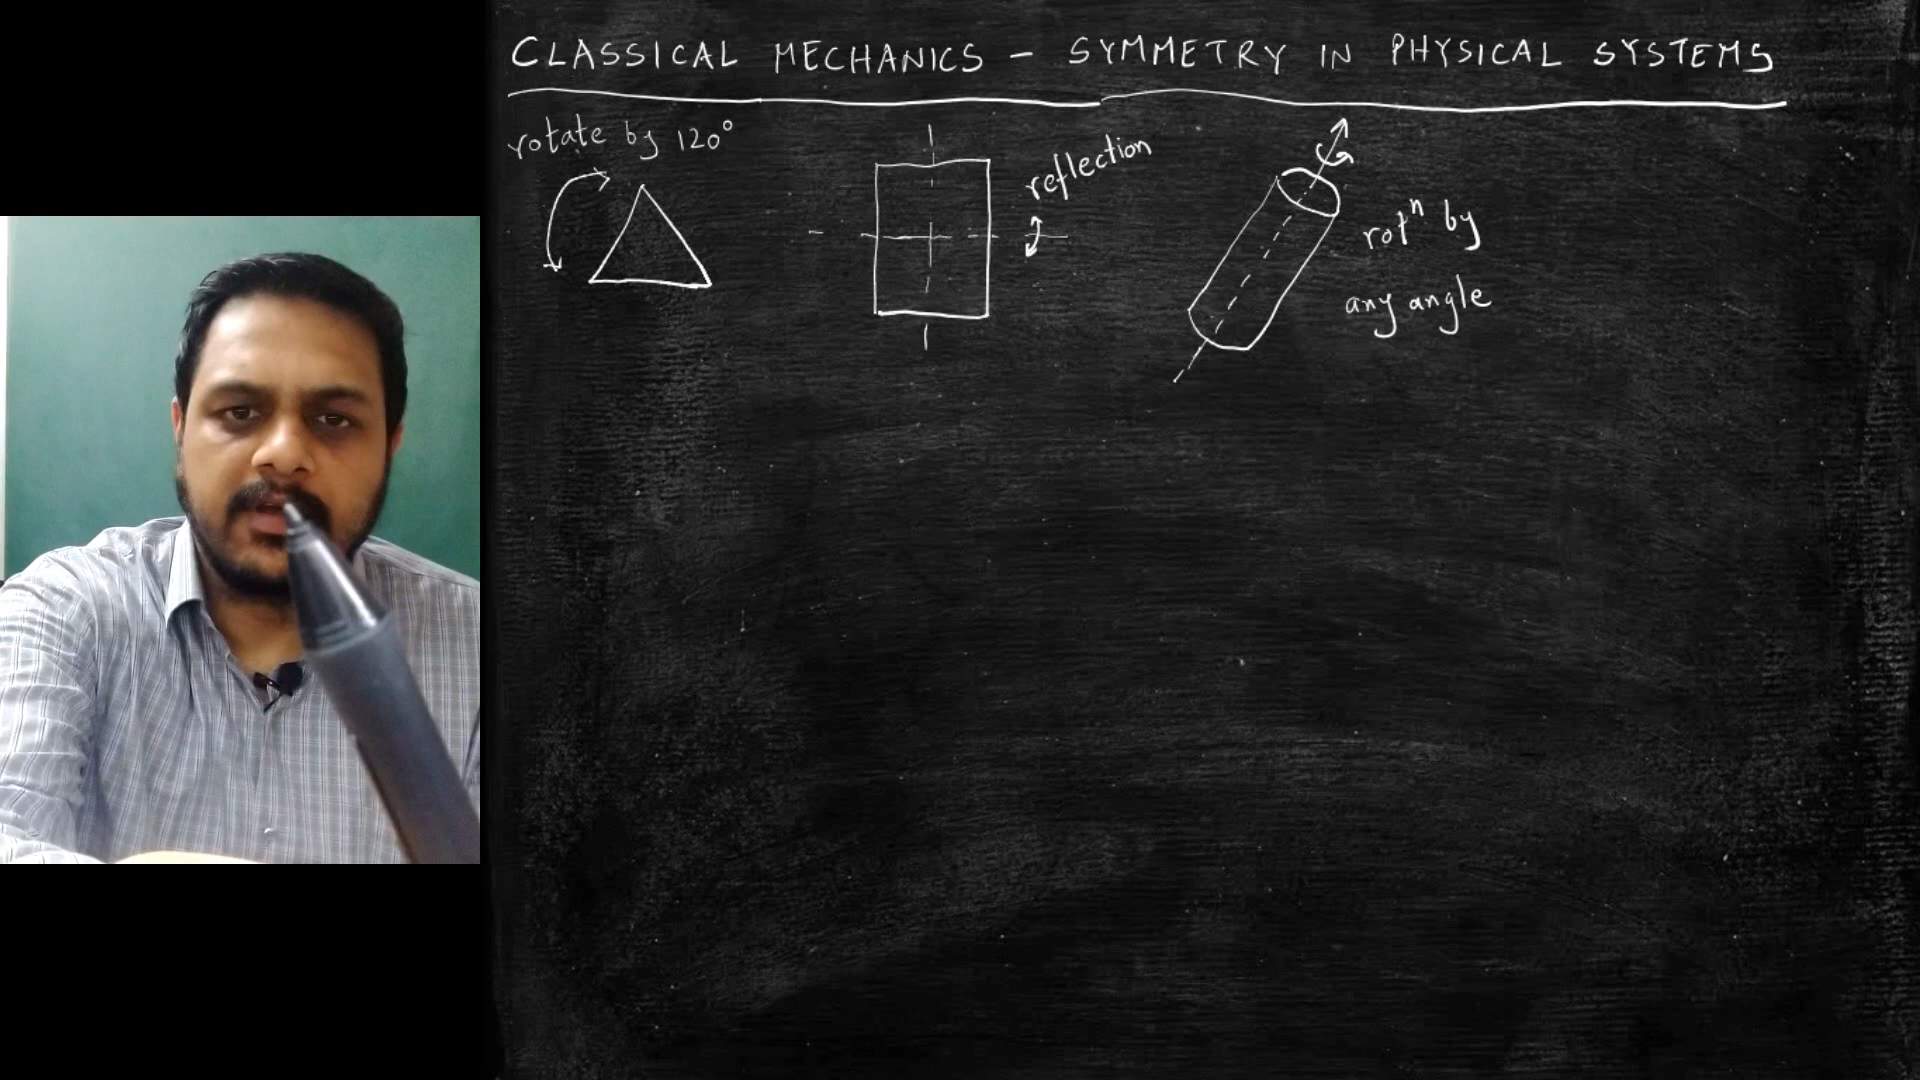 CLASSICAL MECHANICS - SYMMETRY IN PHYSICAL SYSTEMS
rotate by 120°
reflection
rotⁿ by
any angle